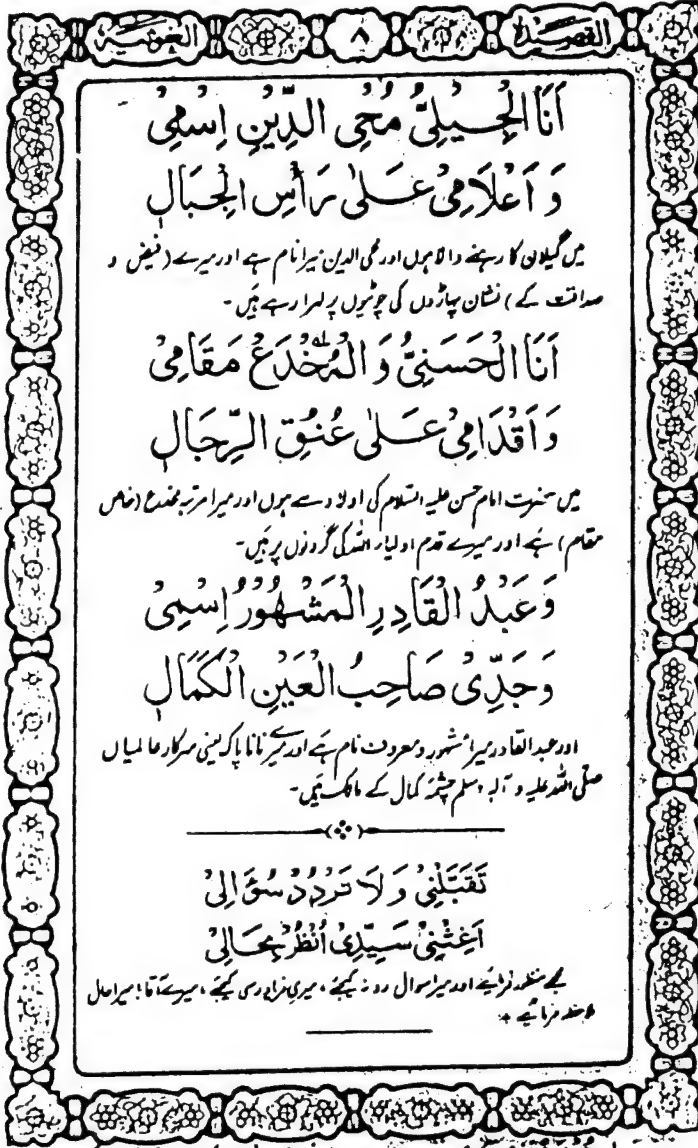 القصيدة ٨ الغوثية
اَنَا الْجِيْلِيُّ مُحْيِ الدِّيْنِ اِسْمِيْ
وَ اَعْلَامِيْ عَلٰى رَأْسِ الْجِبَالٖ
میں گیلان کا رہنے والا ہوں اور محی الدین میرا نام ہے اور میرے (فیض و
صداقت کے) نشان پہاڑوں کی چوٹیوں پر لہرا رہے ہیں۔
اَنَا الْحَسَنِيُّ وَ الْمُخْدَعْ مَقَامِيْ
وَ اَقْدَامِيْ عَلٰى عُنُقِ الرِّجَالٖ
میں حضرت امام حسن علیہ السلام کی اولاد سے ہوں اور میرا مرتبہ مخدع (خاص
مقام) ہے اور میرے قدم اولیاء اللہ کی گردنوں پر ہیں۔
وَ عَبْدُ الْقَادِرِ الْمَشْهُوْرُ اِسْمِيْ
وَ جَدِّيْ صَاحِبُ الْعَيْنِ الْكَمَالٖ
اور عبد القادر میرا مشہور و معروف نام ہے اور میرے نانا پاک یعنی سرکار عالمیاں
صلی اللہ علیہ و آلہ وسلم چشمۂ کمال کے مالک ہیں۔
تَقَبَّلْنِيْ وَ لَا تَرْدُدْ سُؤَالِيْ
اَغِثْنِيْ سَيِّدِيْ اُنْظُرْ بِحَالِيْ
مجھے منظور فرمائیے اور میرا سوال رد نہ کیجئے، میری فریاد رسی کیجئے، میرے آقا! میرا حال
ملاحظہ فرمائیے